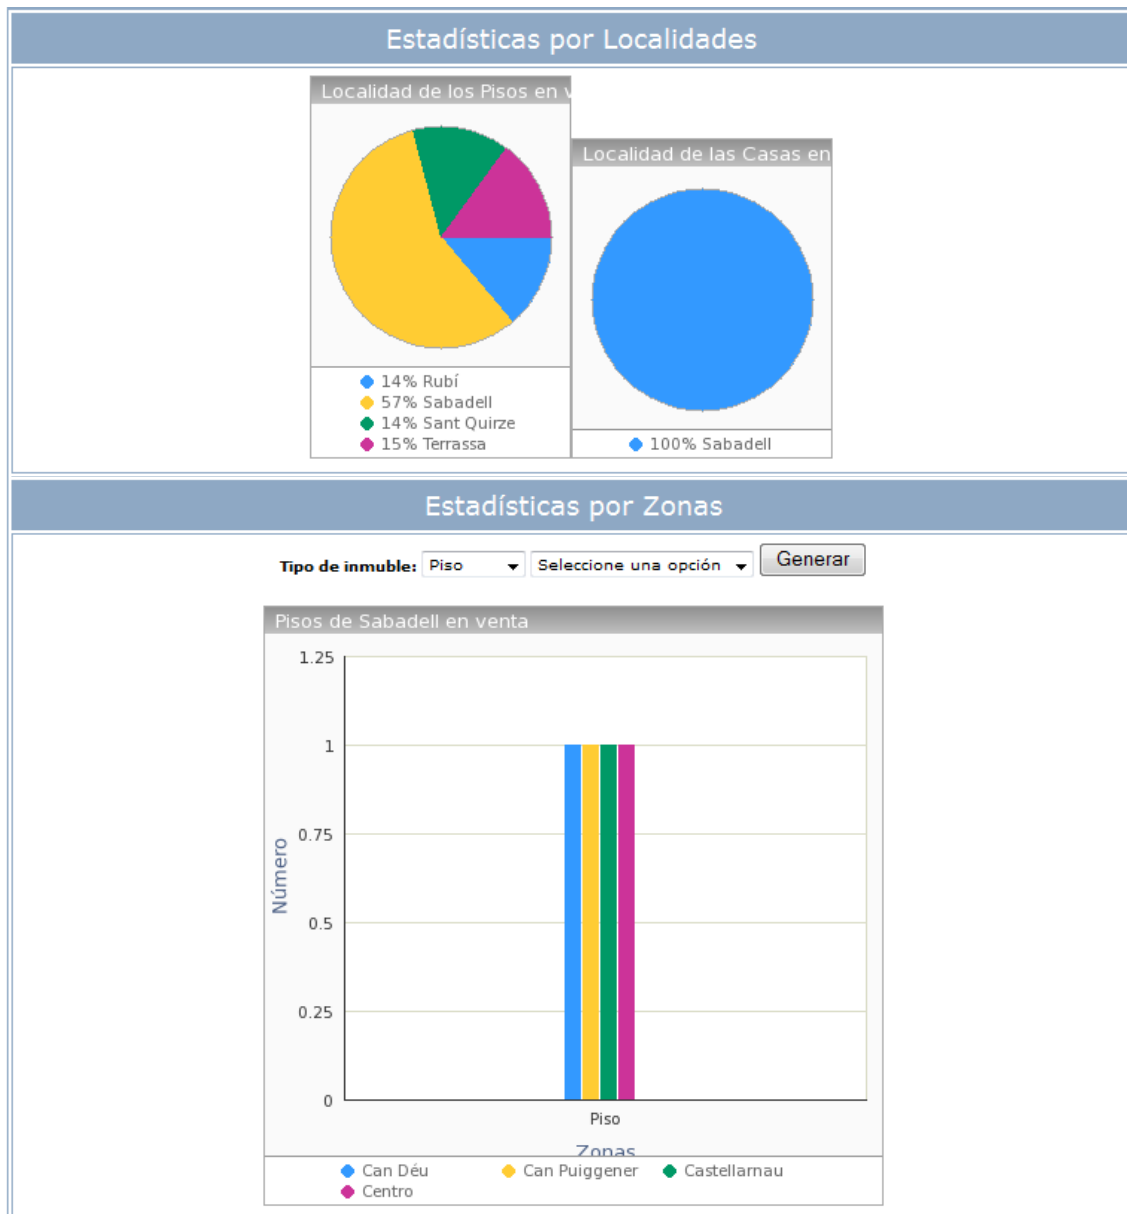 Estadísticas por Localidades
Localidad de los Pisos en v
Localidad de las Casas en
14% Rubí
57% Sabadell
14% Sant Quirze
15% Terrassa
100% Sabadell
Estadísticas por Zonas
Tipo de inmuble: Piso Seleccione una opción Generar
Pisos de Sabadell en venta
1.25
1
0.75
0.5
0.25
0
Número
Piso
Zonas
Can Déu Can Puiggener Castellarnau
Centro